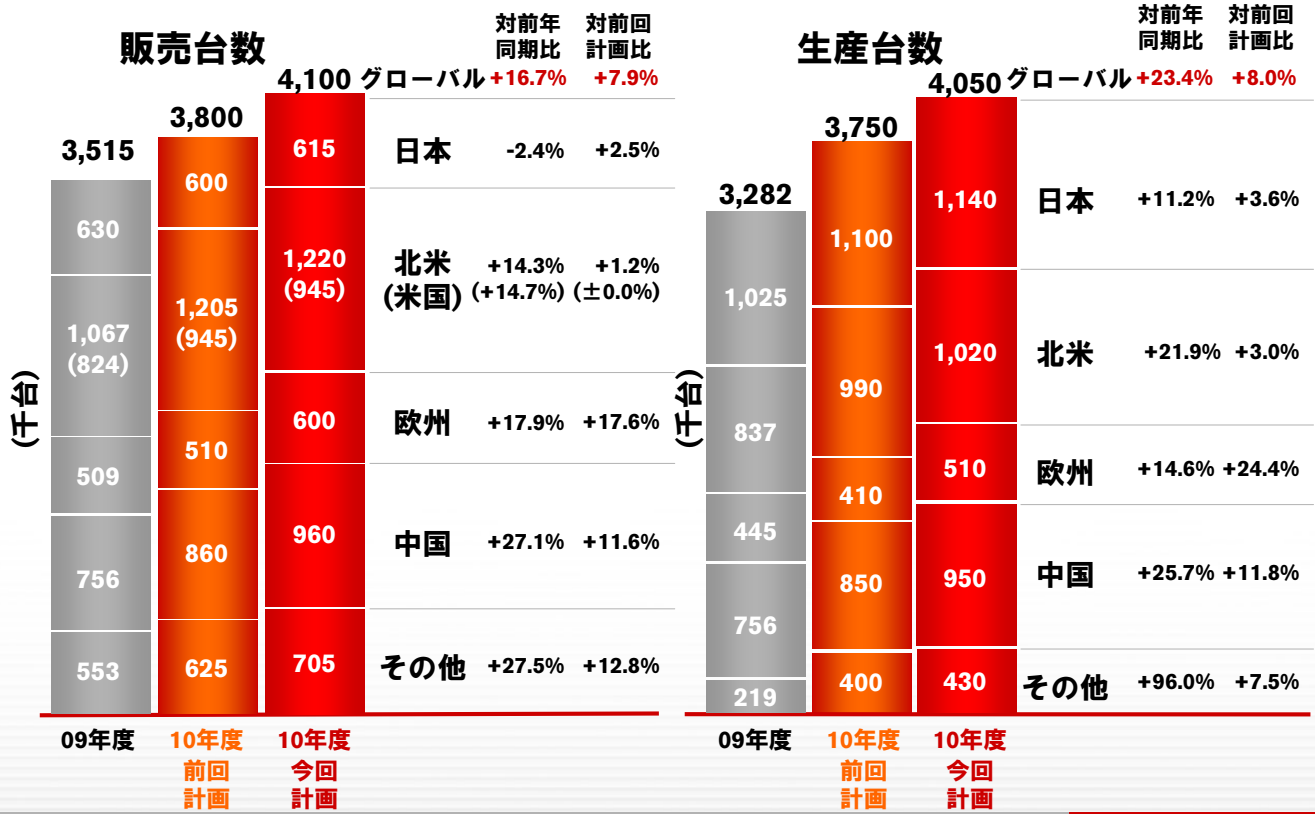 販売台数
対前年
同期比
対前回
計画比
グローバル +16.7% +7.9%
3,515
3,800
4,100
630
600
615
日本 -2.4% +2.5%
1,067
(824)
1,205
(945)
1,220
(945)
北米 +14.3% +1.2%
(米国) (+14.7%) (±0.0%)
509
510
600
欧州 +17.9% +17.6%
756
860
960
中国 +27.1% +11.6%
553
625
705
その他 +27.5% +12.8%
(千台)
09年度
10年度
前回
計画
10年度
今回
計画
生産台数
対前年
同期比
対前回
計画比
グローバル +23.4% +8.0%
3,282
3,750
4,050
1,025
1,100
1,140
日本 +11.2% +3.6%
837
990
1,020
北米 +21.9% +3.0%
445
410
510
欧州 +14.6% +24.4%
756
850
950
中国 +25.7% +11.8%
219
400
430
その他 +96.0% +7.5%
(千台)
09年度
10年度
前回
計画
10年度
今回
計画